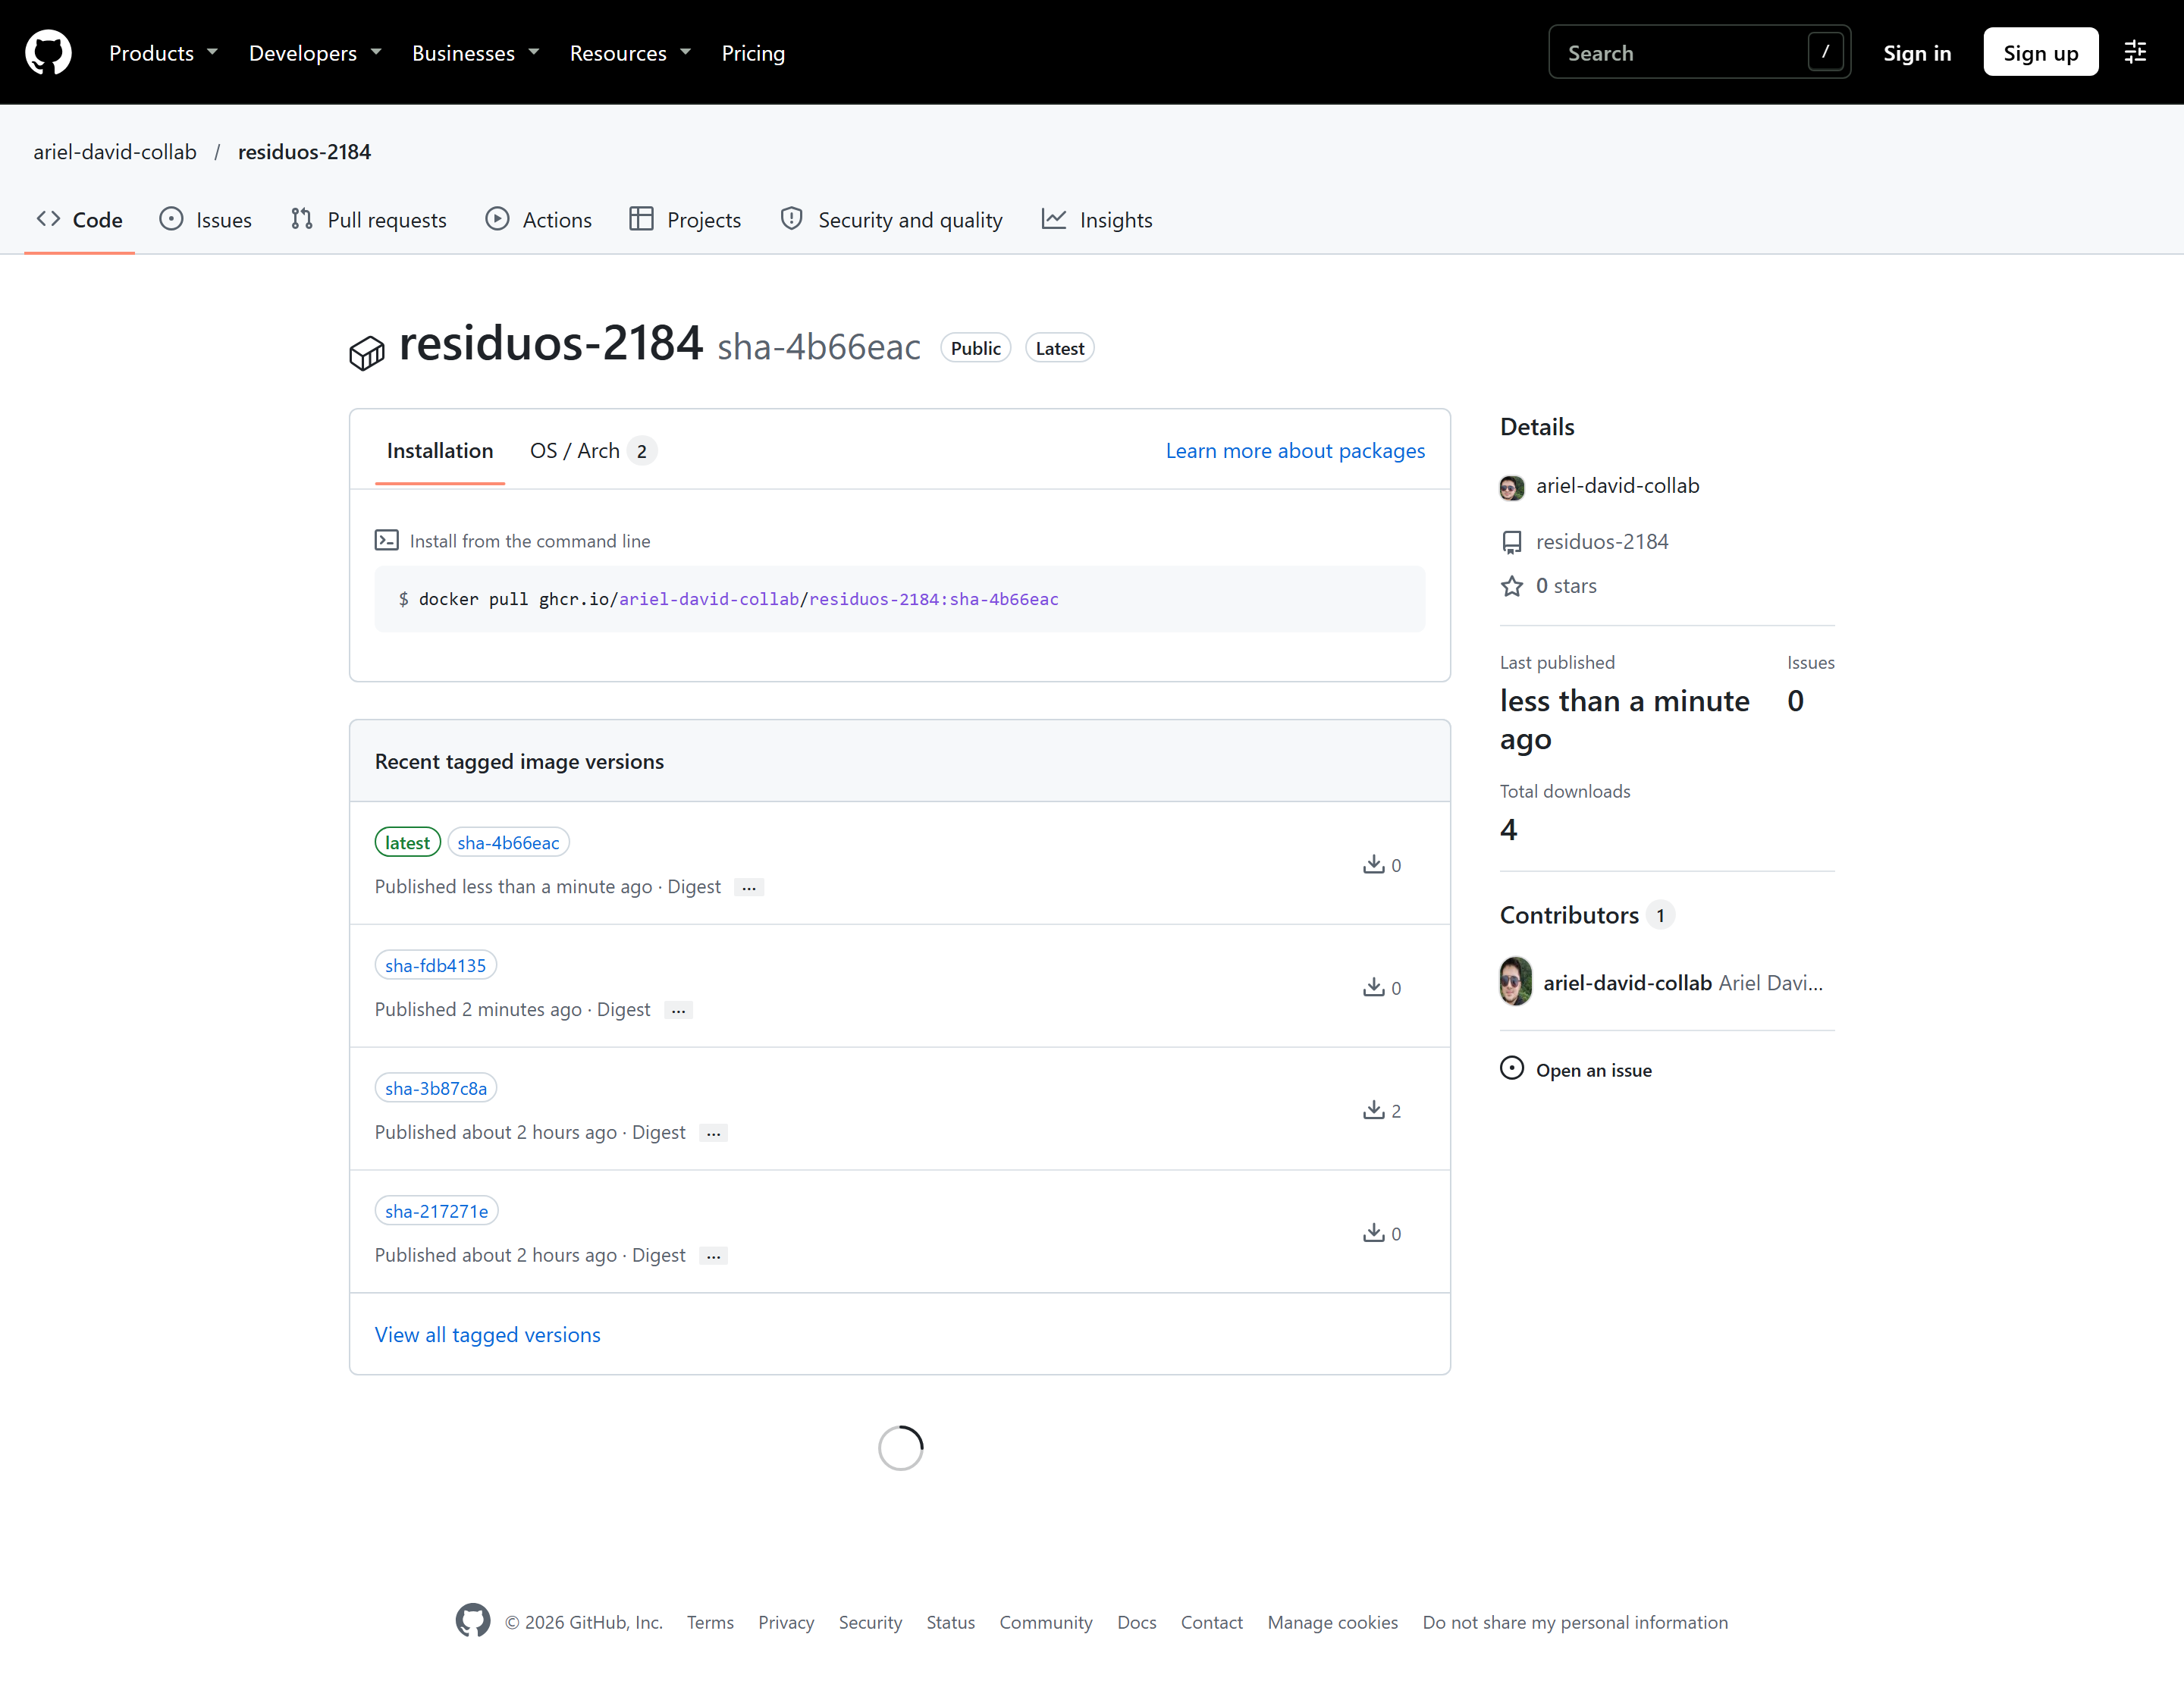 Products Developers Businesses Resources Pricing Search / Sign in Sign up
ariel-david-collab / residuos-2184
Code Issues Pull requests Actions Projects Security and quality Insights
residuos-2184 sha-4b66eac Public Latest
Installation OS / Arch 2 Learn more about packages
Install from the command line
$ docker pull ghcr.io/ariel-david-collab/residuos-2184:sha-4b66eac
Recent tagged image versions
latest sha-4b66eac
Published less than a minute ago · Digest …
0
sha-fdb4135
Published 2 minutes ago · Digest …
0
sha-3b87c8a
Published about 2 hours ago · Digest …
2
sha-217271e
Published about 2 hours ago · Digest …
0
View all tagged versions
Details
ariel-david-collab
residuos-2184
0 stars
Last published
less than a minute ago
Issues
0
Total downloads
4
Contributors 1
ariel-david-collab Ariel Davi...
Open an issue
© 2026 GitHub, Inc. Terms Privacy Security Status Community Docs Contact Manage cookies Do not share my personal information